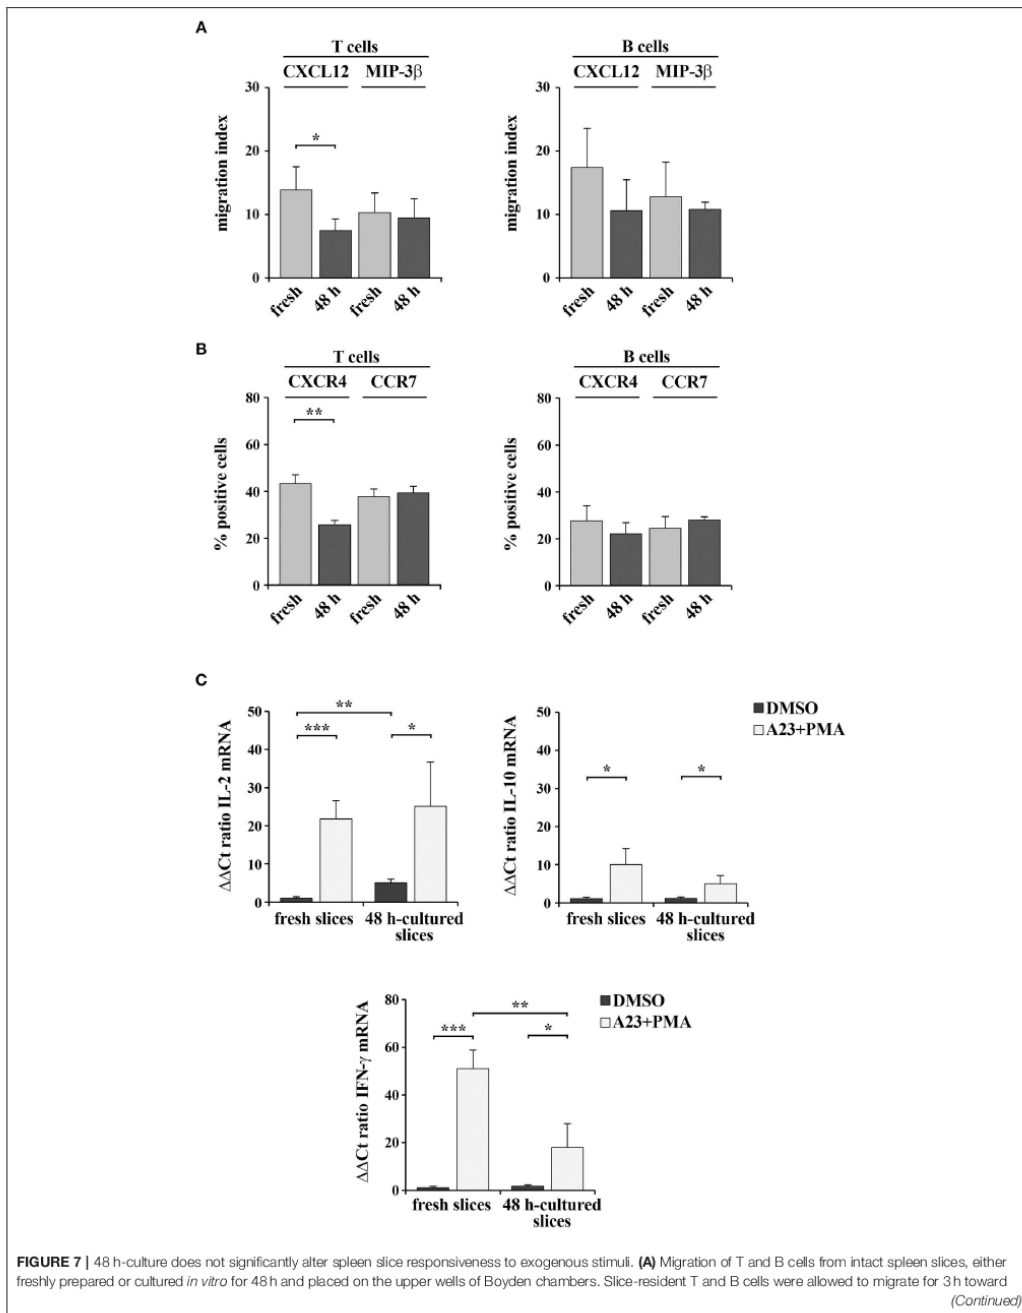 A
T cells
CXCL12 MIP-3β
30
20
10
0
migration index
*
fresh
48 h
fresh
48 h
B cells
CXCL12 MIP-3β
30
20
10
0
migration index
fresh
48 h
fresh
48 h
B
T cells
CXCR4 CCR7
80
60
40
20
0
% positive cells
**
fresh
48 h
fresh
48 h
B cells
CXCR4 CCR7
80
60
40
20
0
% positive cells
fresh
48 h
fresh
48 h
C
50
40
30
20
10
0
ΔΔCt ratio IL-2 mRNA
**
***
*
fresh slices
48 h-cultured
slices
DMSO
A23+PMA
50
40
30
20
10
0
ΔΔCt ratio IL-10 mRNA
*
*
fresh slices
48 h-cultured
slices
DMSO
A23+PMA
80
60
40
20
0
ΔΔCt ratio IFN-γ mRNA
**
***
*
fresh slices
48 h-cultured
slices
FIGURE 7 | 48 h-culture does not significantly alter spleen slice responsiveness to exogenous stimuli. (A) Migration of T and B cells from intact spleen slices, either
freshly prepared or cultured in vitro for 48 h and placed on the upper wells of Boyden chambers. Slice-resident T and B cells were allowed to migrate for 3 h toward
(Continued)